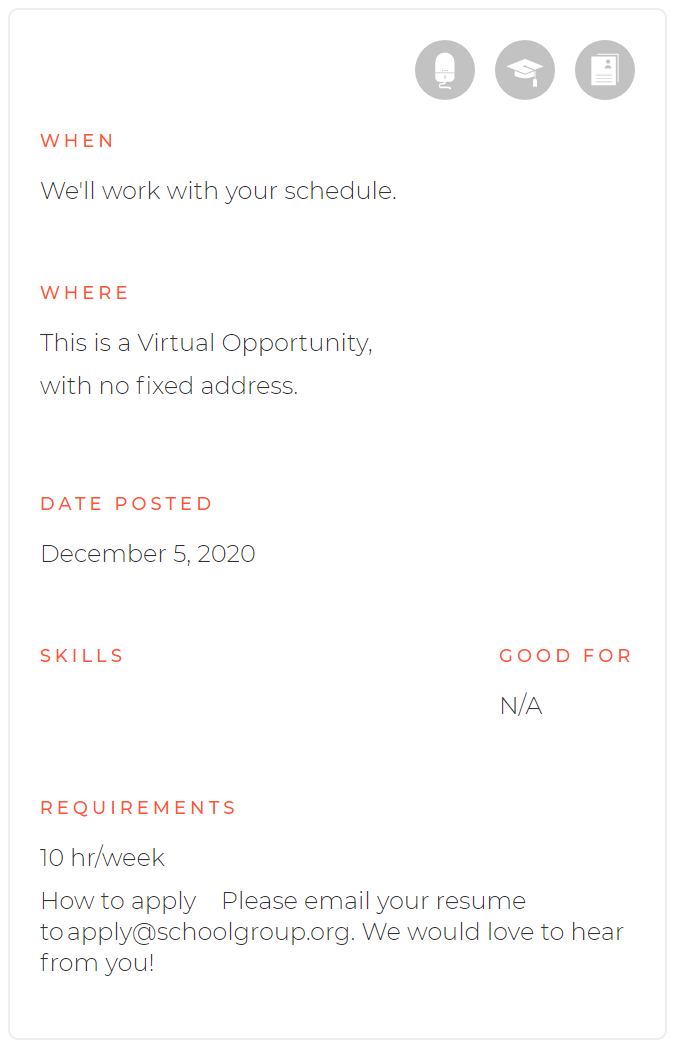 WHEN
We'll work with your schedule.
WHERE
This is a Virtual Opportunity,
with no fixed address.
DATE POSTED
December 5, 2020
SKILLS
GOOD FOR
N/A
REQUIREMENTS
10 hr/week
How to apply Please email your resume
to apply@schoolgroup.org. We would love to hear
from you!